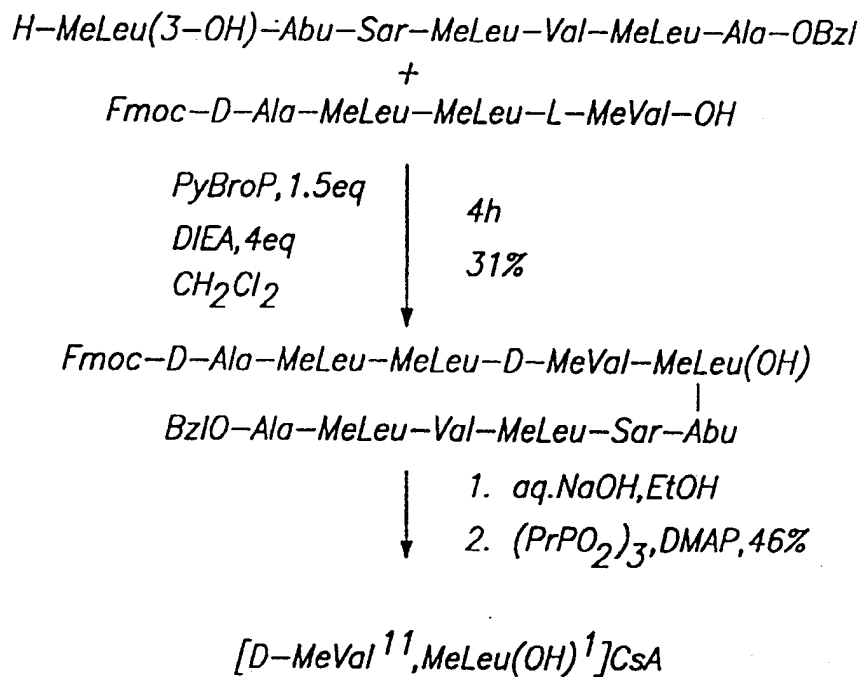 H-MeLeu(3-OH)-Abu-Sar-MeLeu-Val-MeLeu-Ala-OBzl
+
Fmoc-D-Ala-MeLeu-MeLeu-L-MeVal-OH
PyBroP, 1.5eq
DIEA, 4eq
CH2Cl2
4h
31%
Fmoc-D-Ala-MeLeu-MeLeu-D-MeVal-MeLeu(OH)
BzlO-Ala-MeLeu-Val-MeLeu-Sar-Abu
1. aq.NaOH, EtOH
2. (PrPO2)3, DMAP, 46%
[D-MeVal11, MeLeu(OH)1]CsA